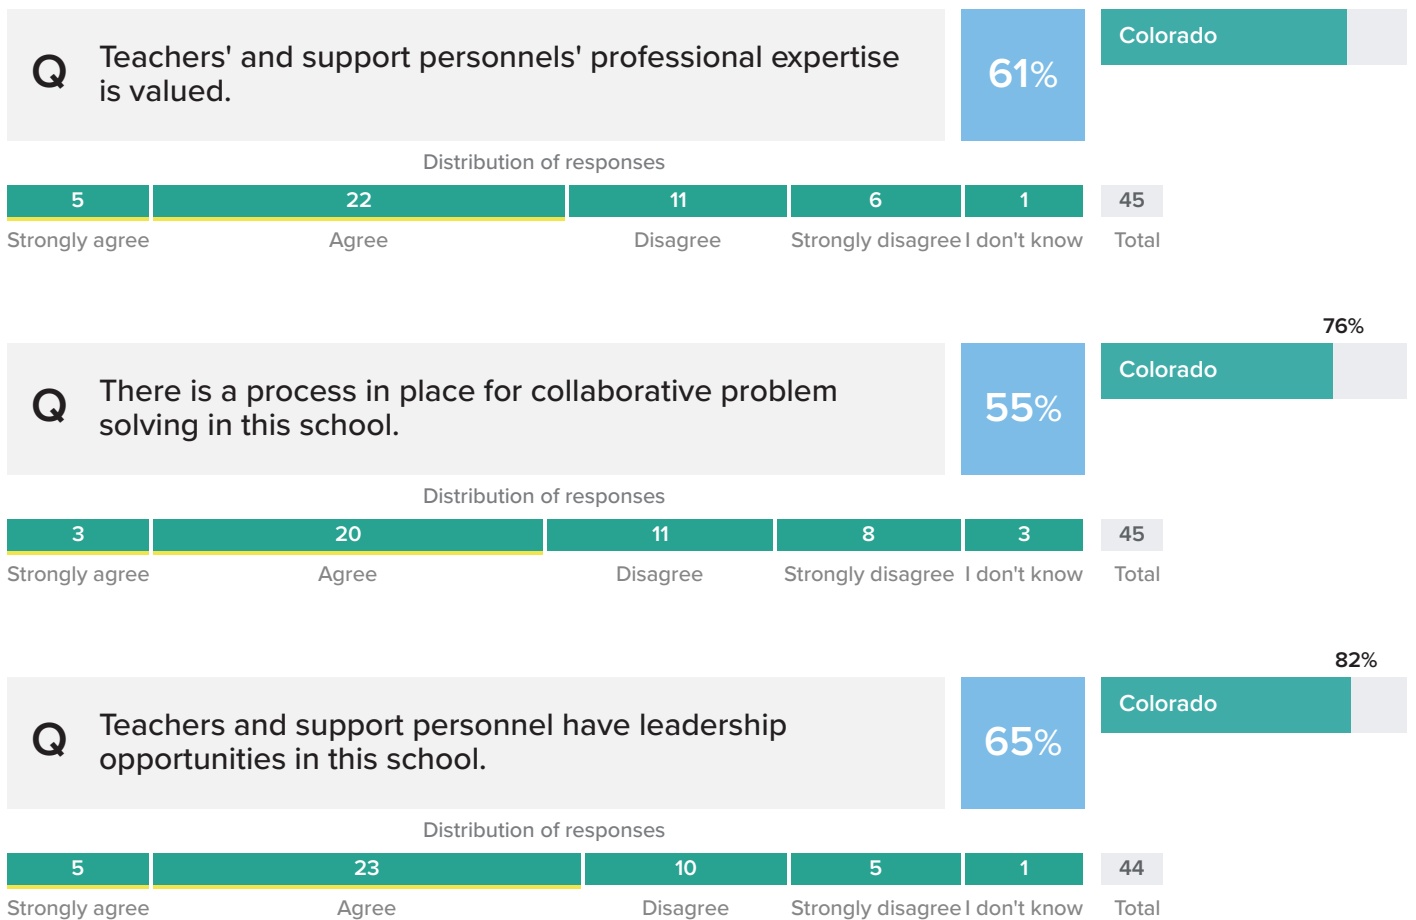 Q Teachers' and support personnels' professional expertise
is valued.
61%
Colorado
Distribution of responses
5 22 11 6 1 45
Strongly agree Agree Disagree Strongly disagree I don't know Total
76%
Q There is a process in place for collaborative problem
solving in this school.
55%
Colorado
Distribution of responses
3 20 11 8 3 45
Strongly agree Agree Disagree Strongly disagree I don't know Total
82%
Q Teachers and support personnel have leadership
opportunities in this school.
65%
Colorado
Distribution of responses
5 23 10 5 1 44
Strongly agree Agree Disagree Strongly disagree I don't know Total